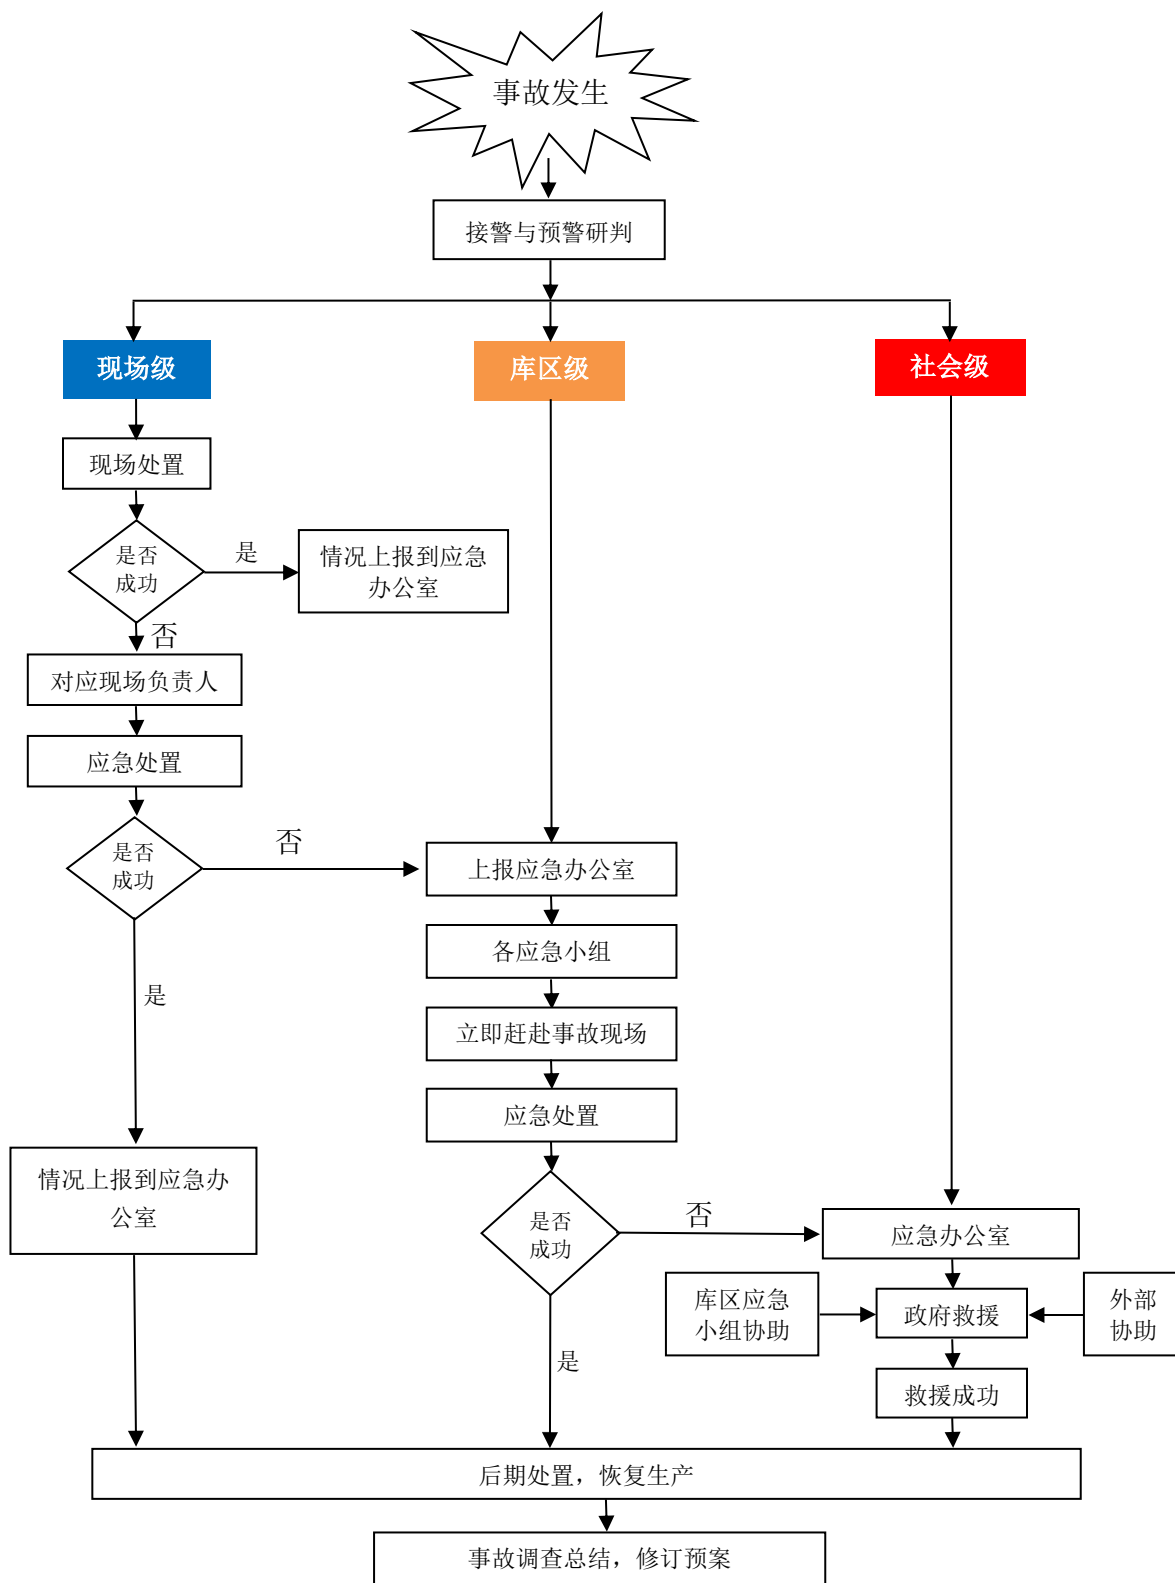 事故发生
接警与预警研判
现场级
库区级
社会级
现场处置
是否
成功
是
情况上报到应急
办公室
否
对应现场负责人
应急处置
是否
成功
否
上报应急办公室
各应急小组
是
立即赶赴事故现场
应急处置
情况上报到应急办
公室
是否
成功
否
应急办公室
库区应急
小组协助
政府救援
外部
协助
是
救援成功
后期处置，恢复生产
事故调查总结，修订预案